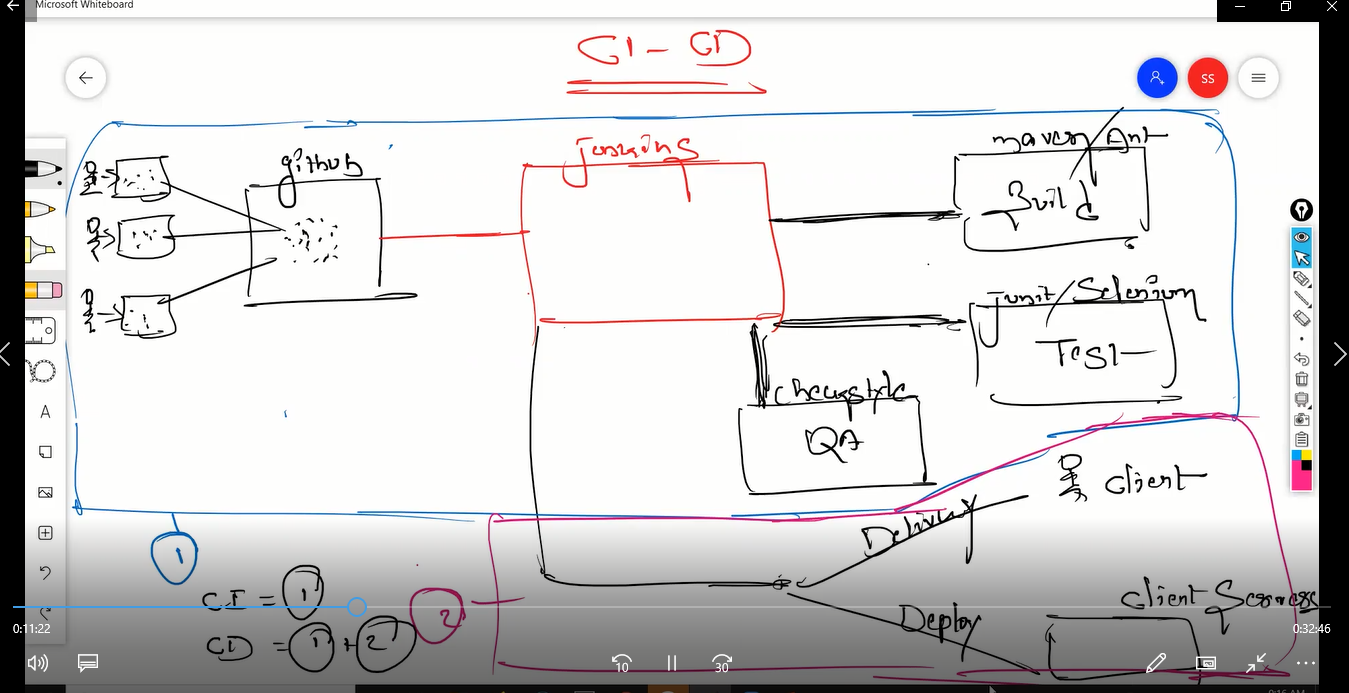 Microsoft Whiteboard
CI - CD
SS
github
Jenkins
maven / Ant
Build
Junit / Selenium
Test
Checkstyle
QA
Client
Delivery
1
CI = 1
2
CD = 1 + 2
Deploy
Client
A
0:11:22
0:32:46
10
30